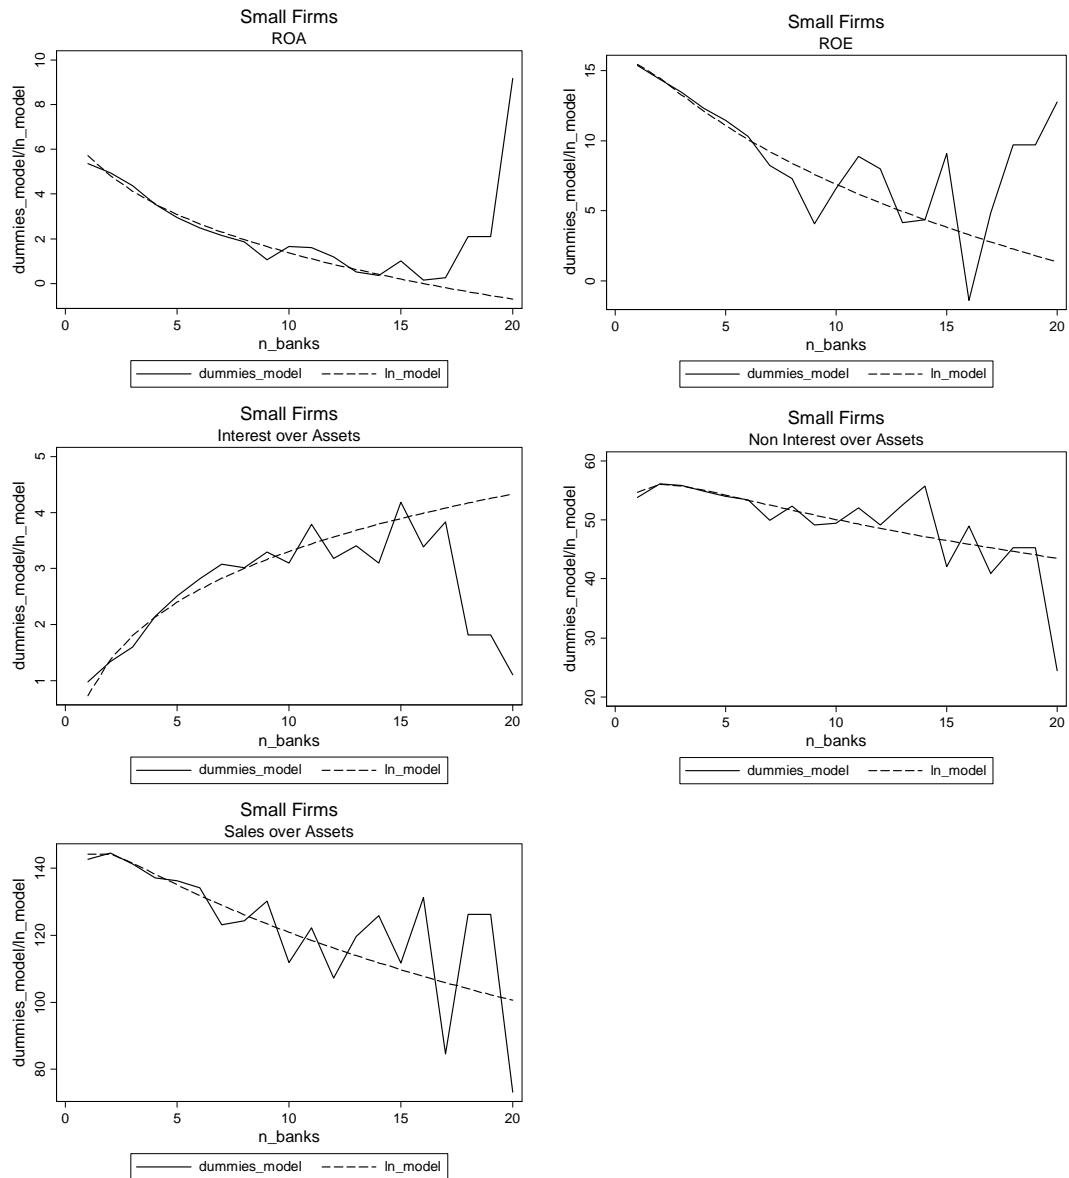 Small Firms
ROA
dummies_model/ln_model
0
2
4
6
8
10
0
5
10
15
20
n_banks
dummies_model
ln_model
Small Firms
ROE
dummies_model/ln_model
0
5
10
15
0
5
10
15
20
n_banks
dummies_model
ln_model
Small Firms
Interest over Assets
dummies_model/ln_model
1
2
3
4
5
0
5
10
15
20
n_banks
dummies_model
ln_model
Small Firms
Non Interest over Assets
dummies_model/ln_model
20
30
40
50
60
0
5
10
15
20
n_banks
dummies_model
ln_model
Small Firms
Sales over Assets
dummies_model/ln_model
80
100
120
140
0
5
10
15
20
n_banks
dummies_model
ln_model